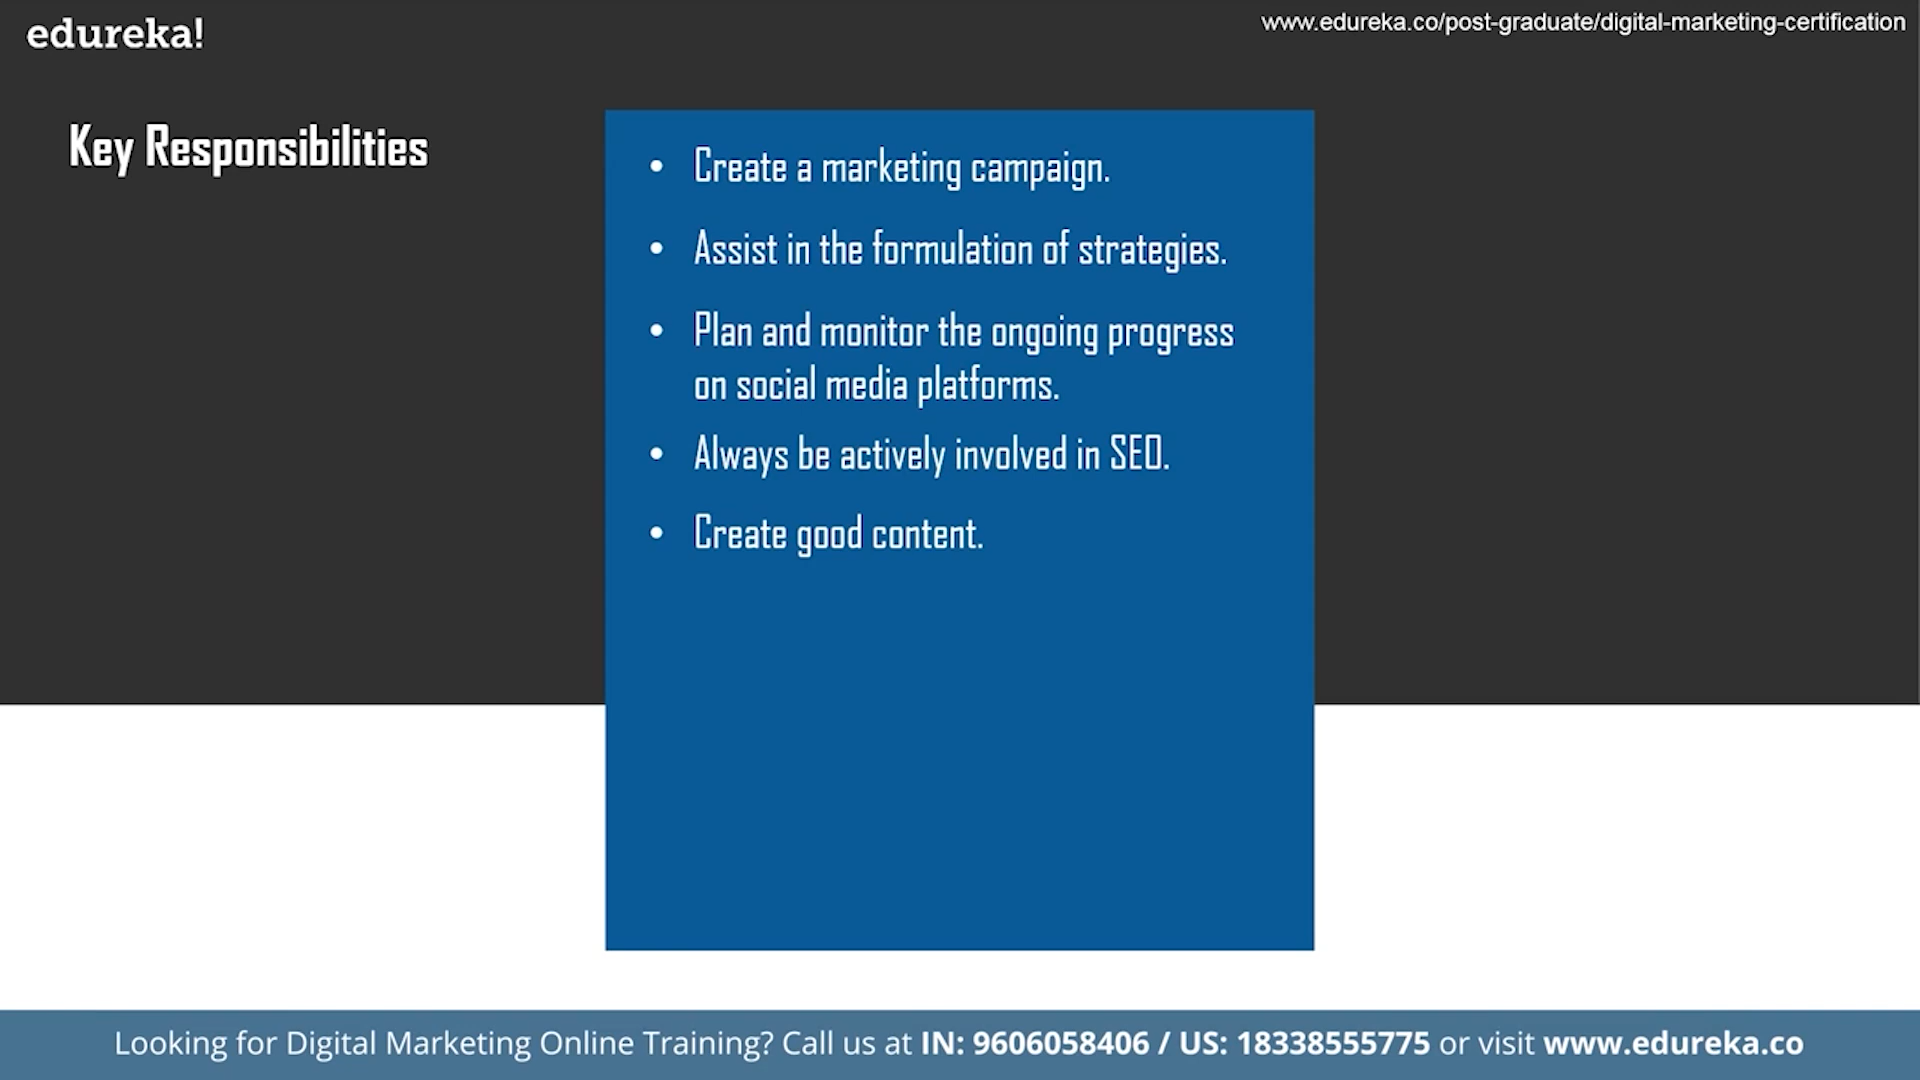 edureka!
www.edureka.co/post-graduate/digital-marketing-certification
Key Responsibilities
• Create a marketing campaign.
• Assist in the formulation of strategies.
• Plan and monitor the ongoing progress
on social media platforms.
• Always be actively involved in SEO.
• Create good content.
Looking for Digital Marketing Online Training? Call us at IN: 9606058406 / US: 18338555775 or visit www.edureka.co